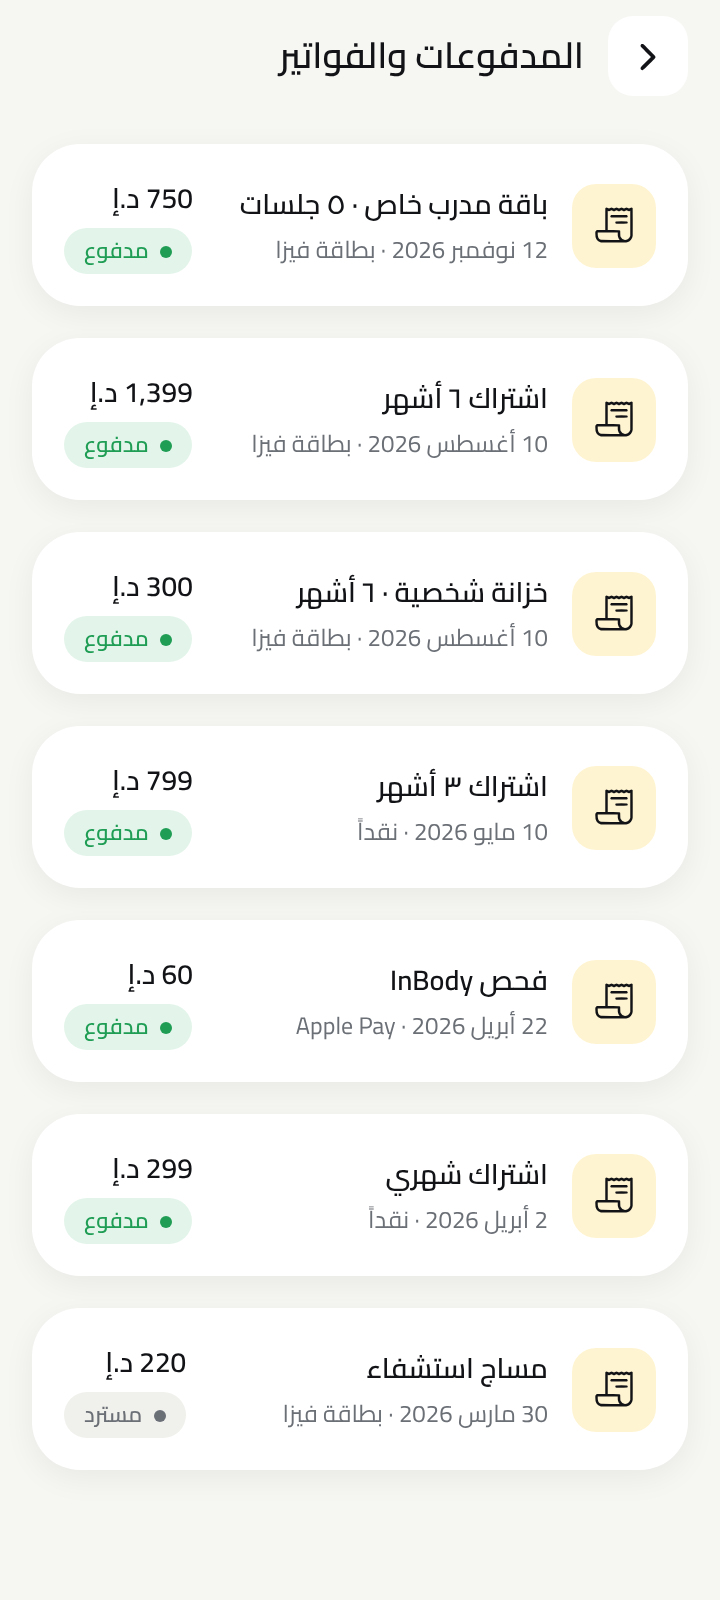 المدفوعات والفواتير
باقة مدرب خاص · ٥ جلسات
750 د.إ
12 نوفمبر 2026 · بطاقة فيزا
مدفوع
اشتراك ٦ أشهر
1,399 د.إ
10 أغسطس 2026 · بطاقة فيزا
مدفوع
خزانة شخصية · ٦ أشهر
300 د.إ
10 أغسطس 2026 · بطاقة فيزا
مدفوع
اشتراك ٣ أشهر
799 د.إ
10 مايو 2026 · نقداً
مدفوع
فحص InBody
60 د.إ
22 أبريل 2026 · Apple Pay
مدفوع
اشتراك شهري
299 د.إ
2 أبريل 2026 · نقداً
مدفوع
مساج استشفاء
220 د.إ
30 مارس 2026 · بطاقة فيزا
مسترد